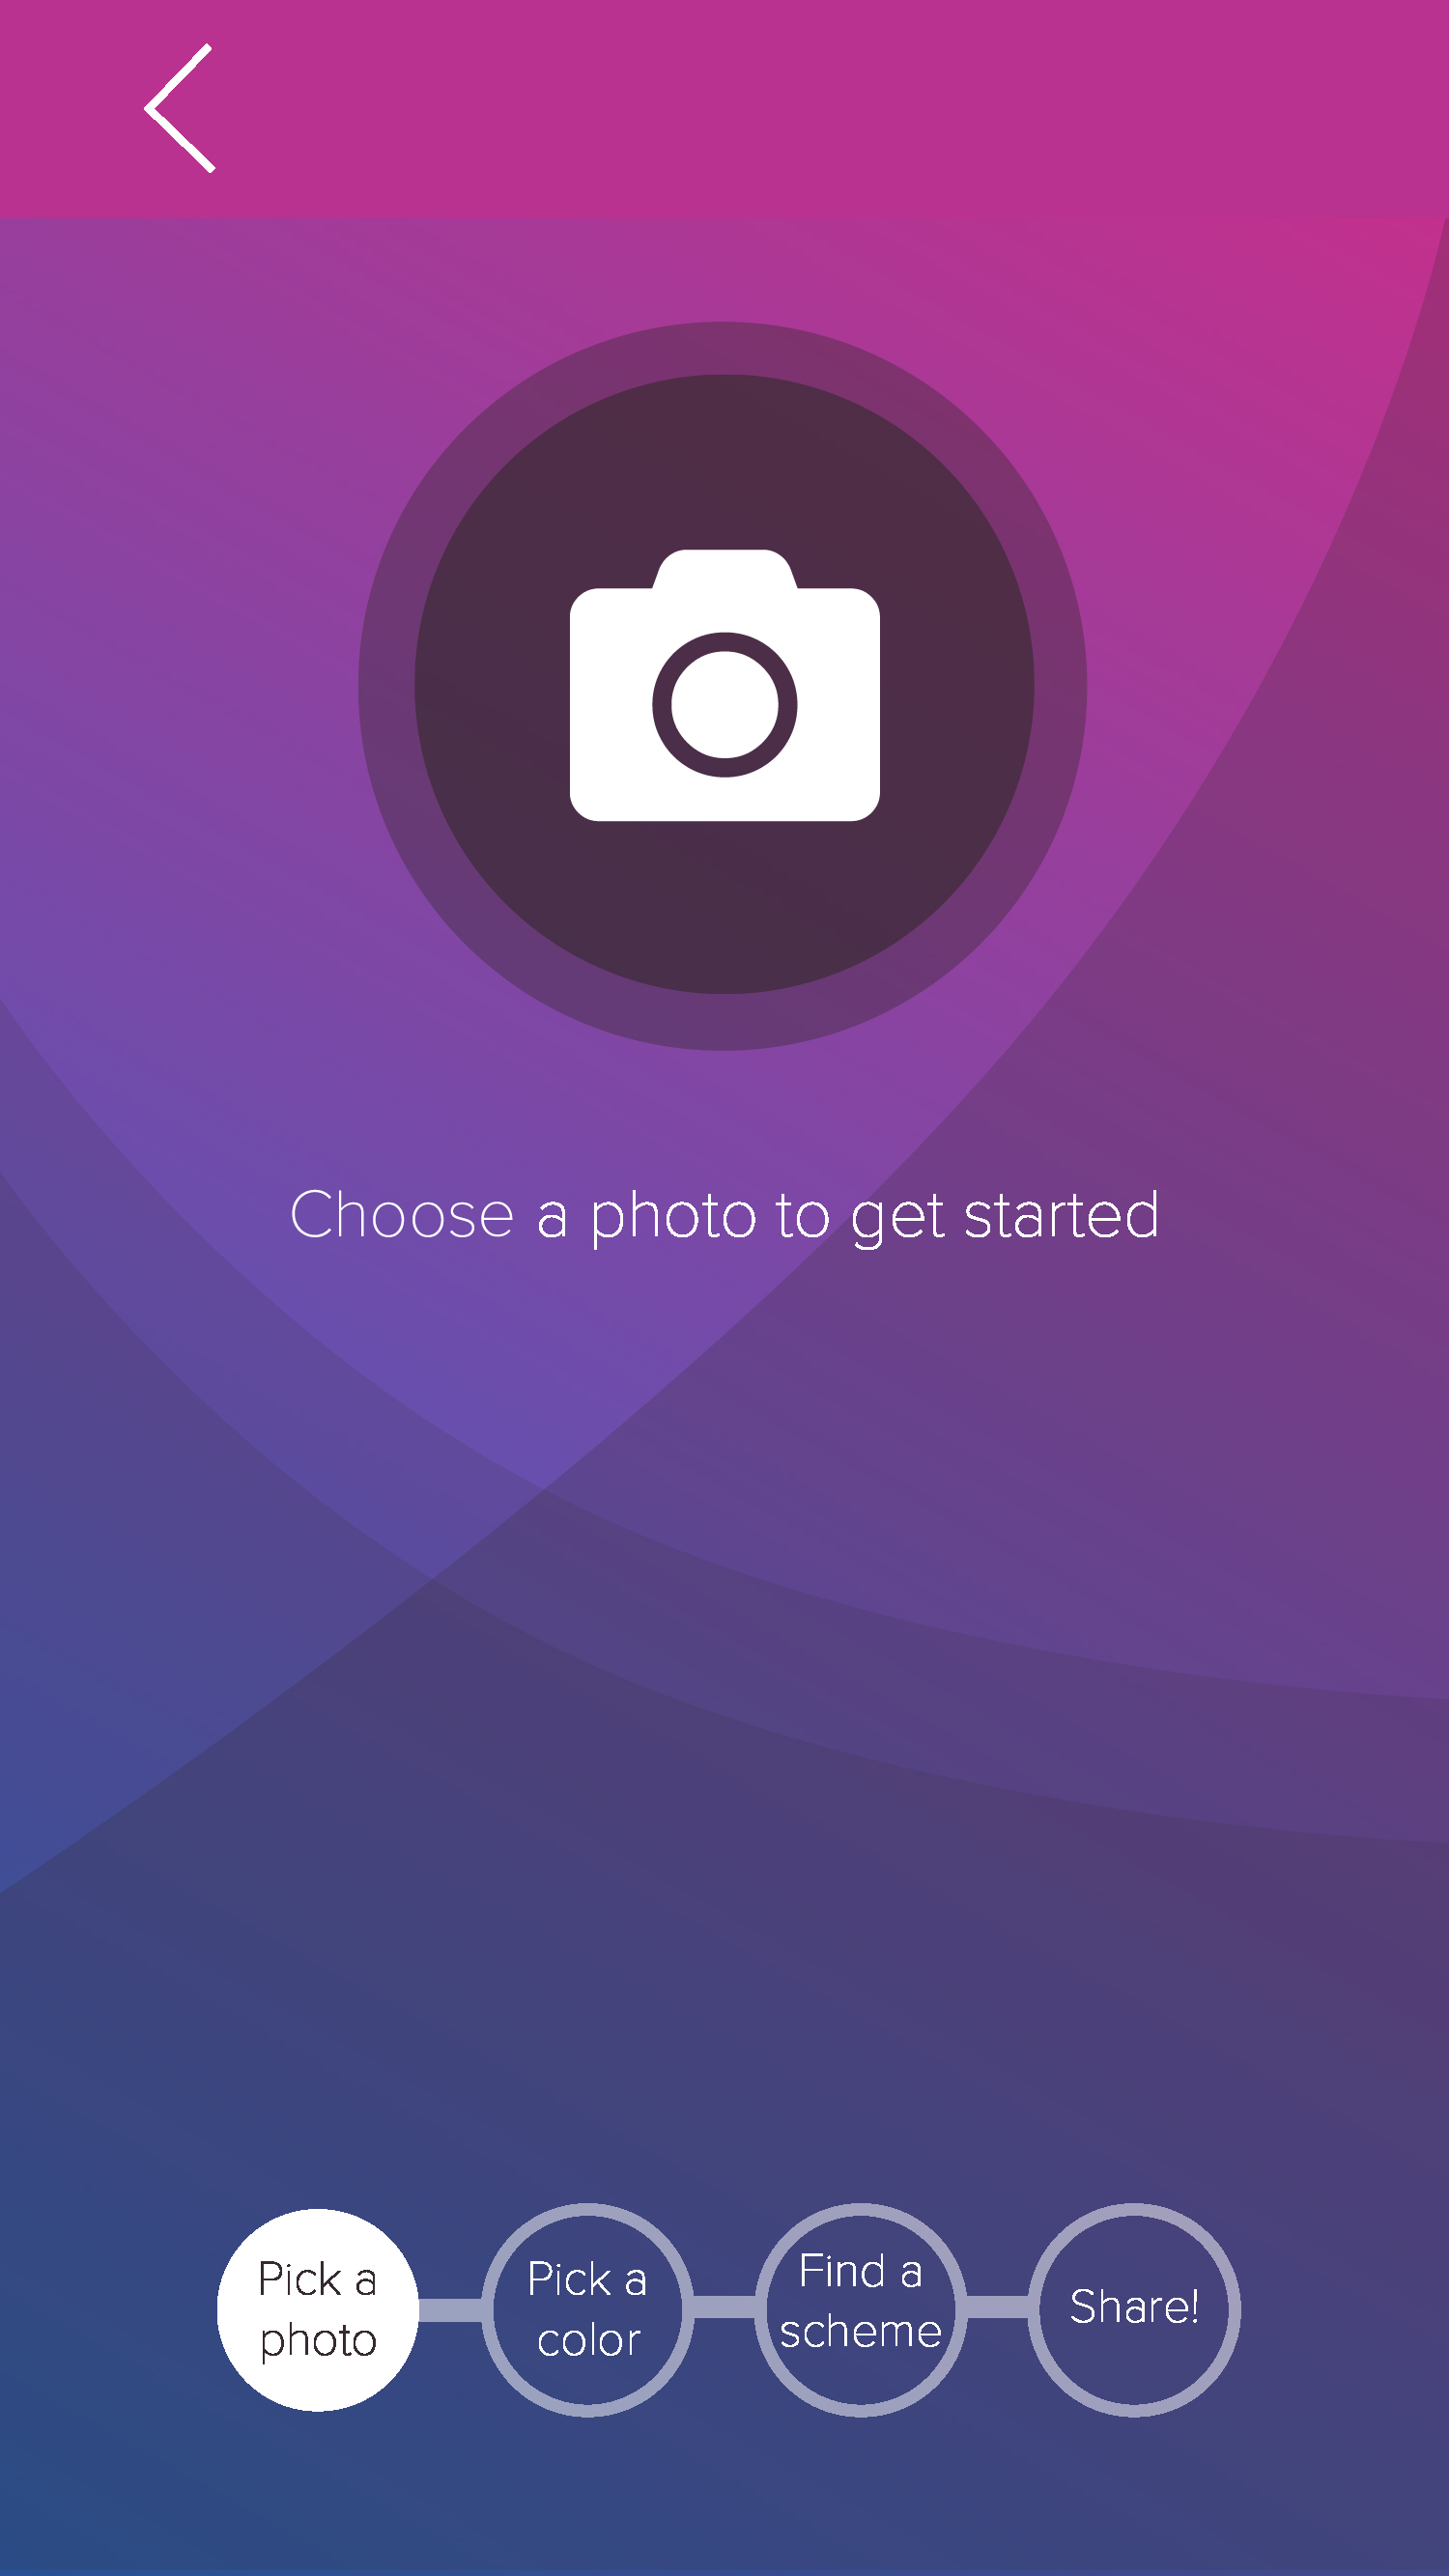 Choose a photo to get started
Pick a
photo
Pick a
color
Find a
scheme
Share!